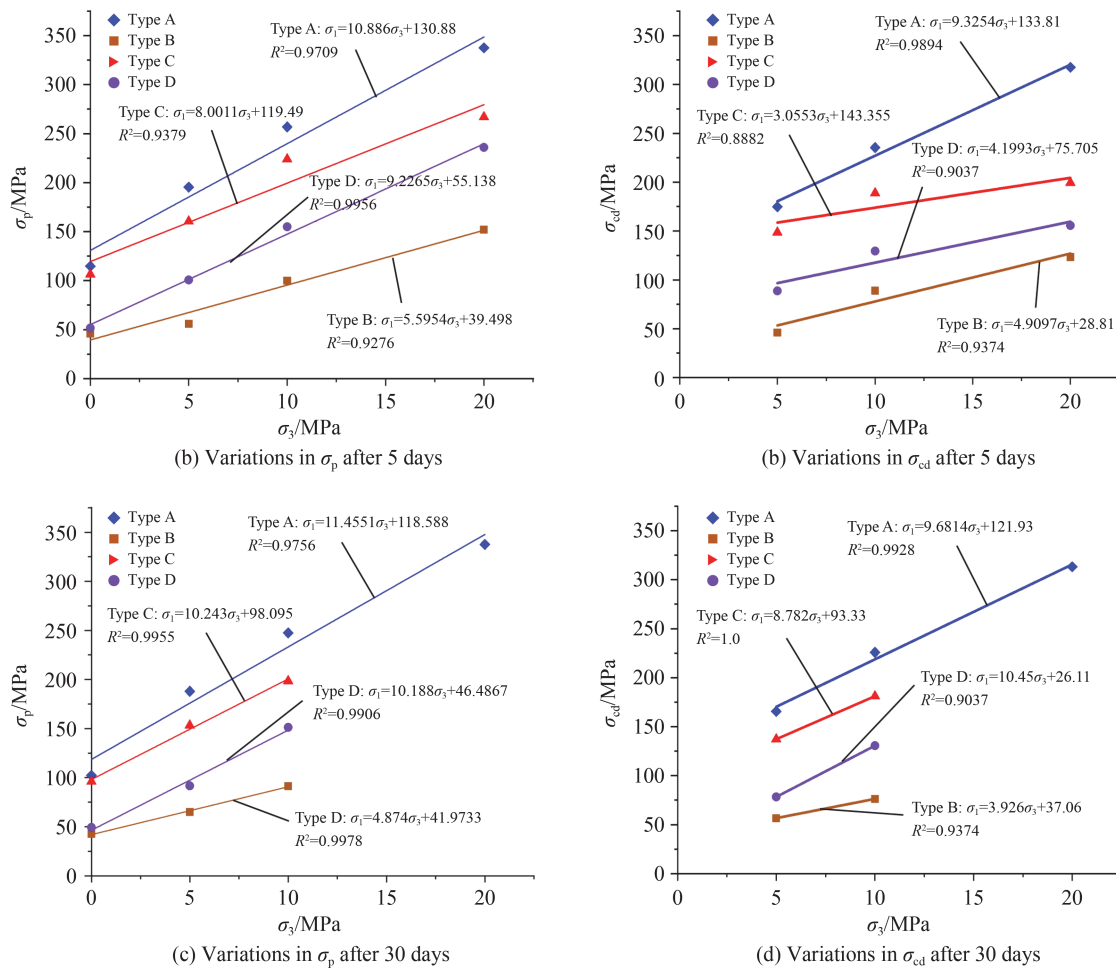 Type A
Type B
Type C
Type D
Type A: σ₁=10.886σ₃+130.88
R²=0.9709
Type C: σ₁=8.0011σ₃+119.49
R²=0.9379
Type D: σ₁=9.2265σ₃+55.138
R²=0.9956
Type B: σ₁=5.5954σ₃+39.498
R²=0.9276
350
300
250
200
150
100
50
0
σp/MPa
0 5 10 15 20
σ₃/MPa
(b) Variations in σp after 5 days
Type A
Type B
Type C
Type D
Type A: σ₁=9.3254σ₃+133.81
R²=0.9894
Type C: σ₁=3.0553σ₃+143.355
R²=0.8882
Type D: σ₁=4.1993σ₃+75.705
R²=0.9037
Type B: σ₁=4.9097σ₃+28.81
R²=0.9374
350
300
250
200
150
100
50
0
σcd/MPa
0 5 10 15 20
σ₃/MPa
(b) Variations in σcd after 5 days
Type A
Type B
Type C
Type D
Type A: σ₁=11.4551σ₃+118.588
R²=0.9756
Type C: σ₁=10.243σ₃+98.095
R²=0.9955
Type D: σ₁=10.188σ₃+46.4867
R²=0.9906
Type D: σ₁=4.874σ₃+41.9733
R²=0.9978
350
300
250
200
150
100
50
0
σp/MPa
0 5 10 15 20
σ₃/MPa
(c) Variations in σp after 30 days
Type A
Type B
Type C
Type D
Type A: σ₁=9.6814σ₃+121.93
R²=0.9928
Type C: σ₁=8.782σ₃+93.33
R²=1.0
Type D: σ₁=10.45σ₃+26.11
R²=0.9037
Type B: σ₁=3.926σ₃+37.06
R²=0.9374
350
300
250
200
150
100
50
0
σcd/MPa
0 5 10 15 20
σ₃/MPa
(d) Variations in σcd after 30 days